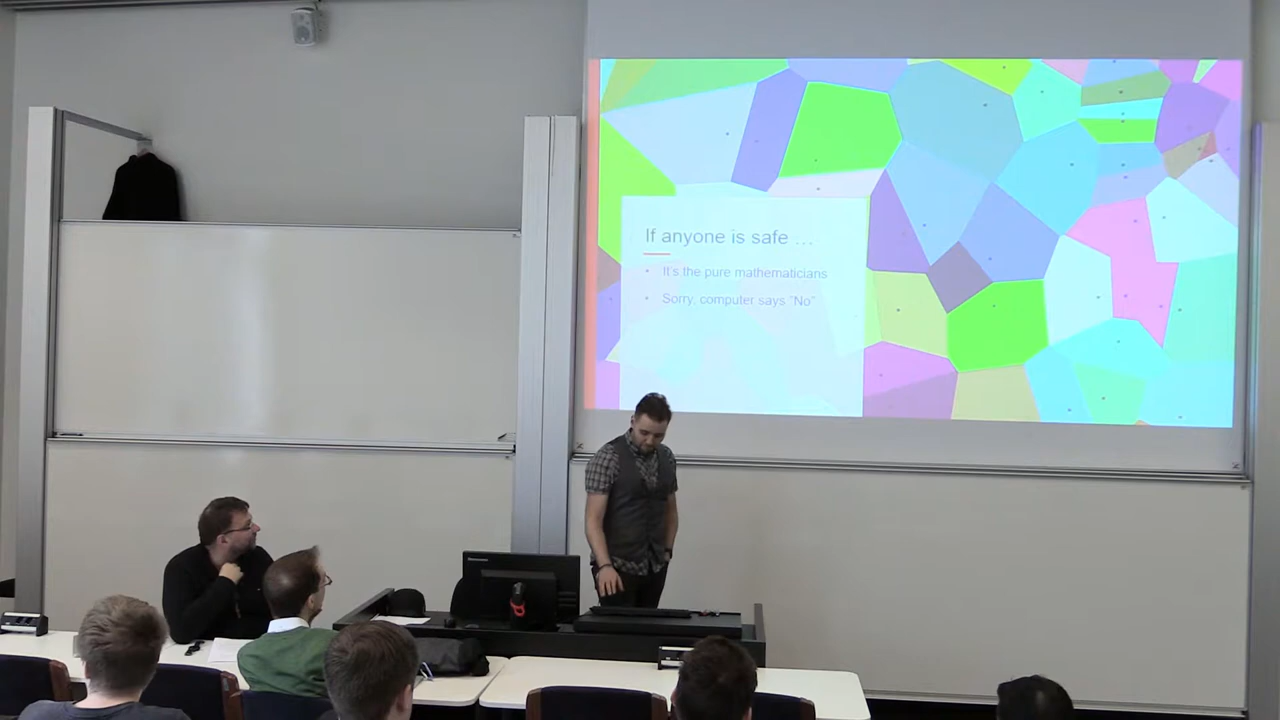 If anyone is safe …
It's the pure mathematicians
Sorry, computer says "No"